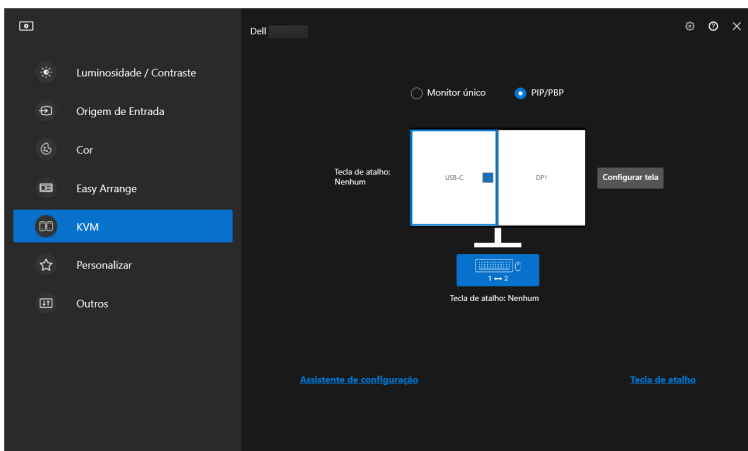 Dell
Luminosidade / Contraste
Origem de Entrada
Cor
Easy Arrange
KVM
Personalizar
Outros
Monitor único
PIP/PBP
Tecla de atalho:
Nenhum
USB-C
DP1
Configurar tela
1 ↔ 2
Tecla de atalho: Nenhum
Assistente de configuração
Tecla de atalho